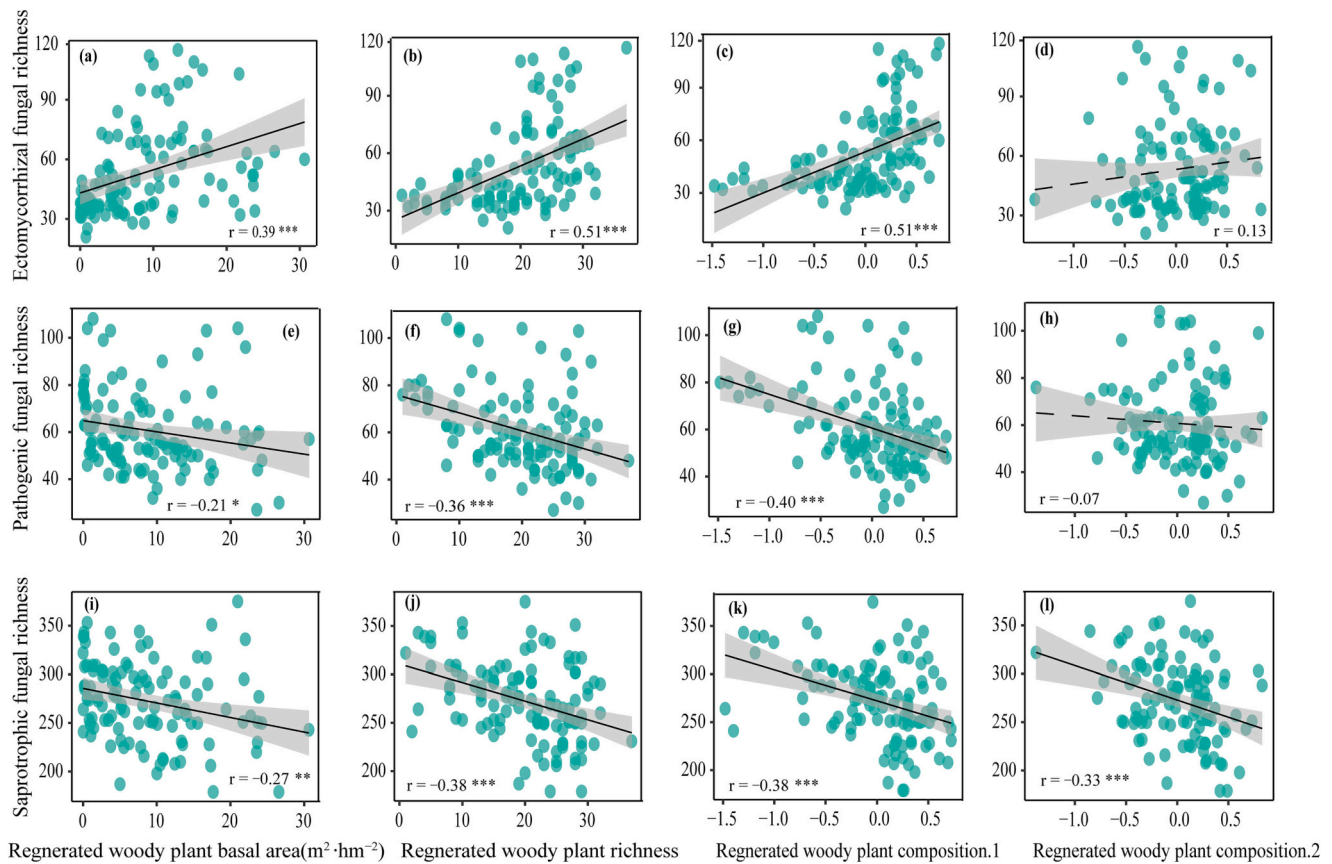 Ectomycorrhizal fungal richness
120
90
60
30
(a)
r = 0.39 ***
0 10 20 30
120
90
60
30
(b)
r = 0.51***
0 10 20 30
120
90
60
30
(c)
r = 0.51***
−1.5 −1.0 −0.5 0.0 0.5
120
90
60
30
(d)
r = 0.13
−1.0 −0.5 0.0 0.5
Pathogenic fungal richness
100
80
60
40
(e)
r = −0.21 *
0 10 20 30
100
80
60
40
(f)
r = −0.36 ***
0 10 20 30
100
80
60
40
(g)
r = −0.40 ***
−1.5 −1.0 −0.5 0.0 0.5
100
80
60
40
(h)
r = −0.07
−1.0 −0.5 0.0 0.5
Saprotrophic fungal richness
350
300
250
200
(i)
r = −0.27 **
0 10 20 30
350
300
250
200
(j)
r = −0.38 ***
0 10 20 30
350
300
250
200
(k)
r = −0.38 ***
−1.5 −1.0 −0.5 0.0 0.5
350
300
250
200
(l)
r = −0.33 ***
−1.0 −0.5 0.0 0.5
Regnerated woody plant basal area(m²·hm⁻²)
Regnerated woody plant richness
Regnerated woody plant composition.1
Regnerated woody plant composition.2